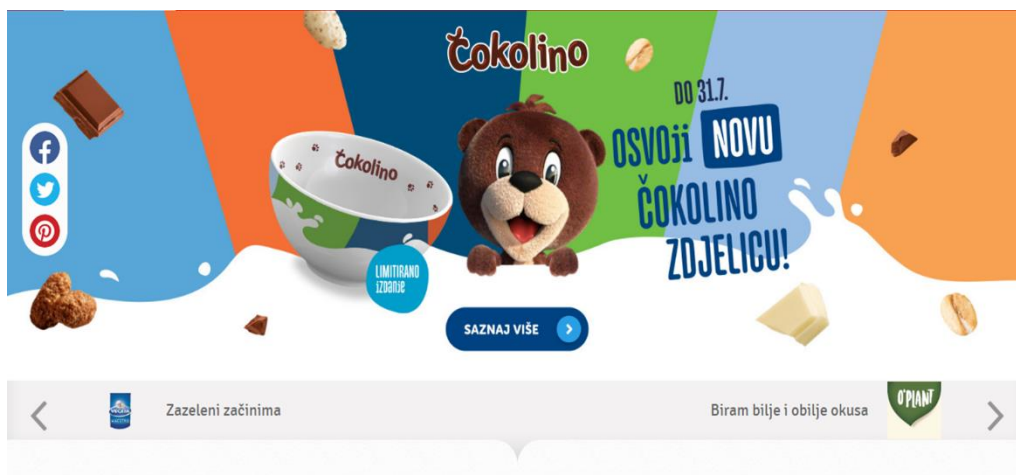 Čokolino
DO 31.7.
OSVOji NOVU
ČOKOLINO
ZDJELICU!
čokolino
LIMITIRANO
izdanje
SAZNAJ VIŠE
Zazeleni začinima
Biram bilje i obilje okusa
O'PLANT